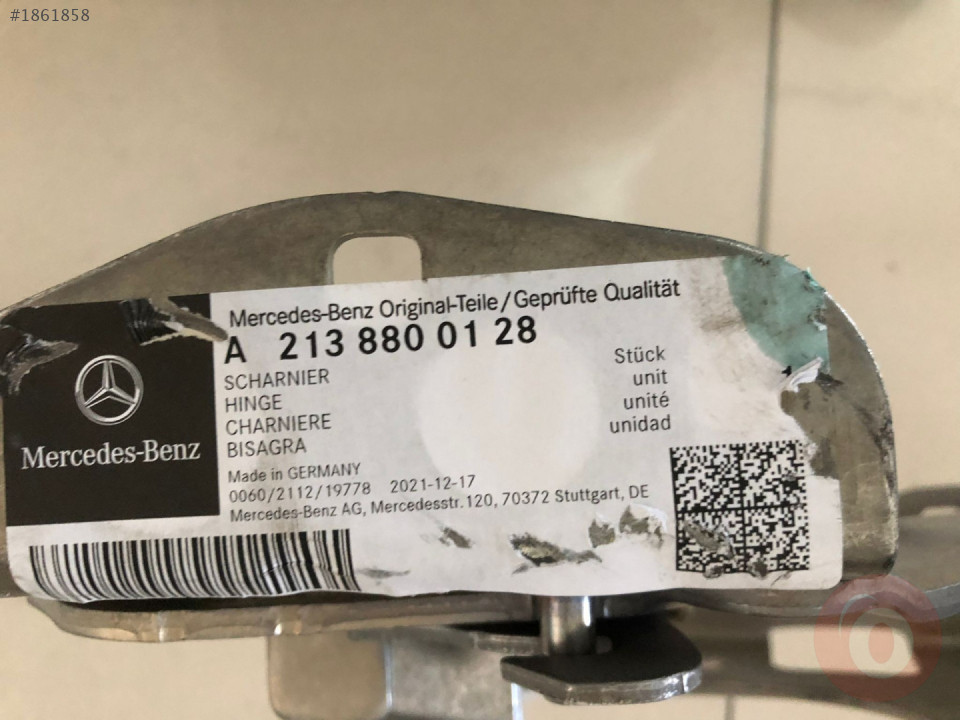 #1861858
Mercedes-Benz Original-Teile/Geprüfte Qualität
A 213 880 01 28
SCHARNIER
HINGE
CHARNIERE
BISAGRA
Stück
unit
unité
unidad
Mercedes-Benz
Made in GERMANY
0060/2112/19778 2021-12-17
Mercedes-Benz AG, Mercedesstr. 120, 70372 Stuttgart, DE